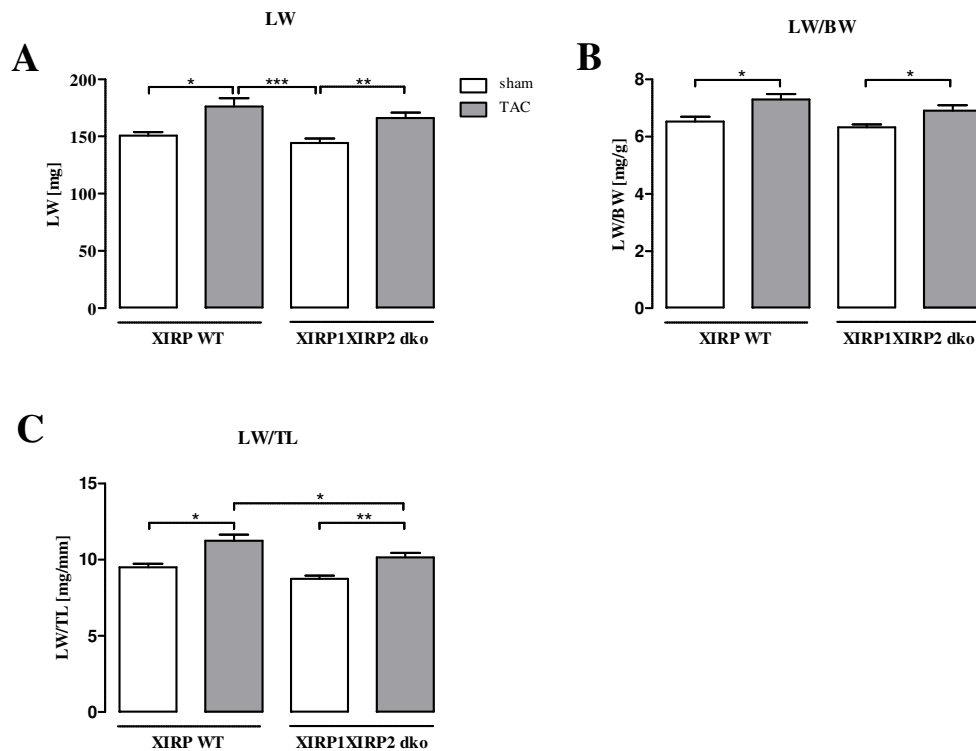 LW
A
200
150
100
50
0
LW [mg]
*
***
**
XIRP WT
XIRP1XIRP2 dko
sham
TAC
LW/BW
B
8
6
4
2
0
LW/BW [mg/g]
*
*
XIRP WT
XIRP1XIRP2 dko
C
LW/TL
15
10
5
0
LW/TL [mg/mm]
*
*
**
XIRP WT
XIRP1XIRP2 dko